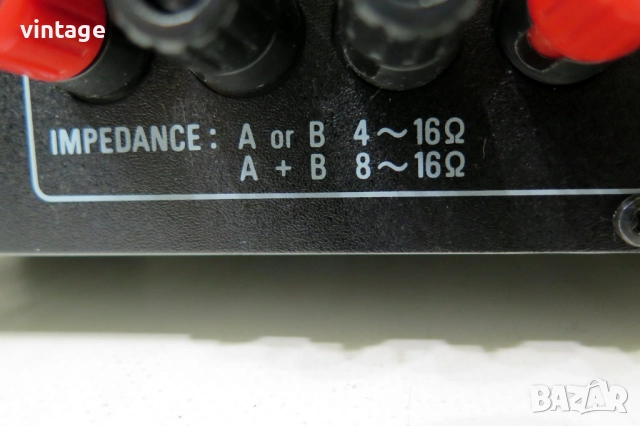 vintage
IMPEDANCE: A or B 4~16Ω
A + B 8~16Ω
BAZAR